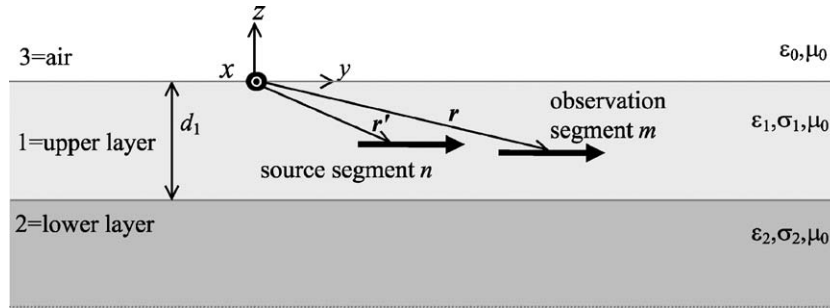 z
3=air
ε₀,μ₀
x
y
d₁
r
r'
observation
segment m
ε₁,σ₁,μ₀
1=upper layer
source segment n
2=lower layer
ε₂,σ₂,μ₀